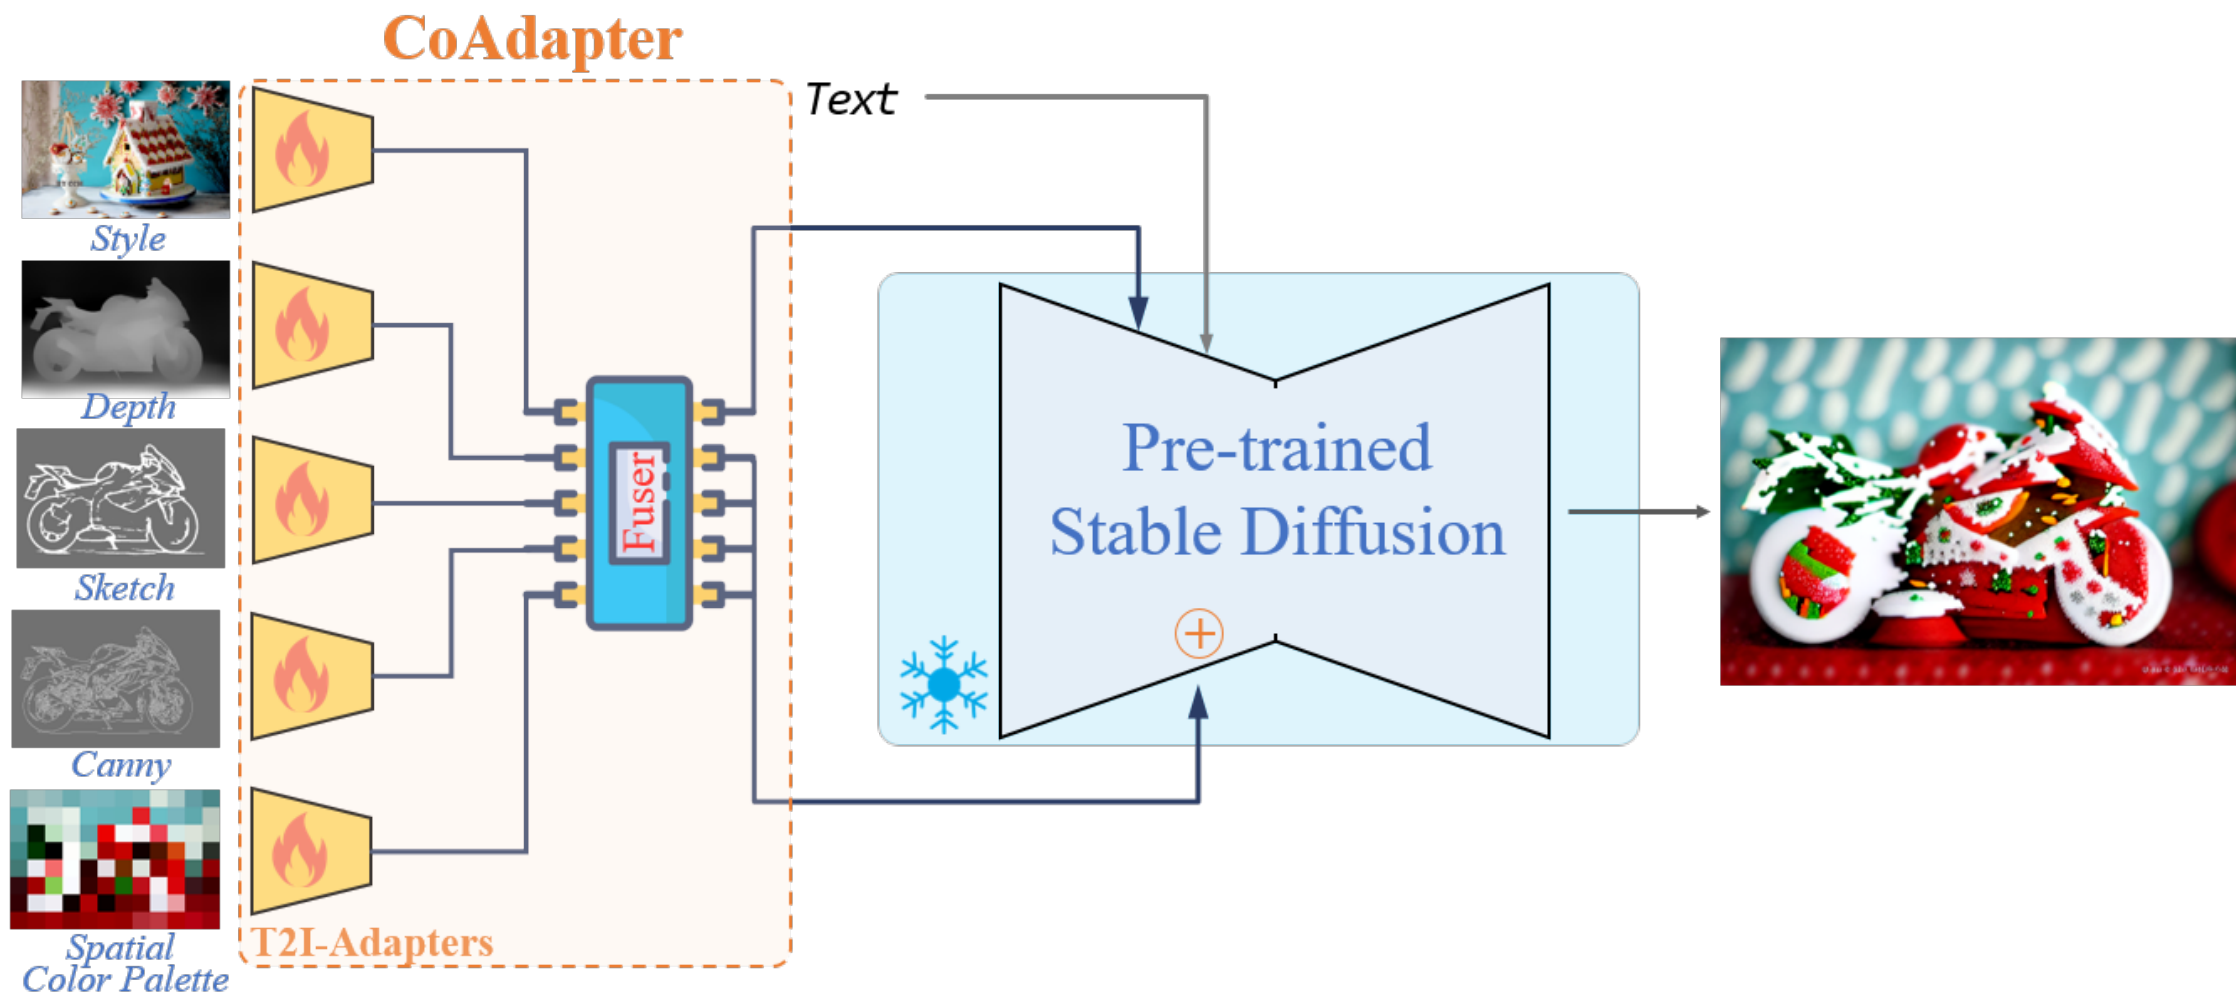 CoAdapter
Text
Style
Depth
Sketch
Canny
Spatial
Color Palette
T2I-Adapters
Fuser
Pre-trained
Stable Diffusion